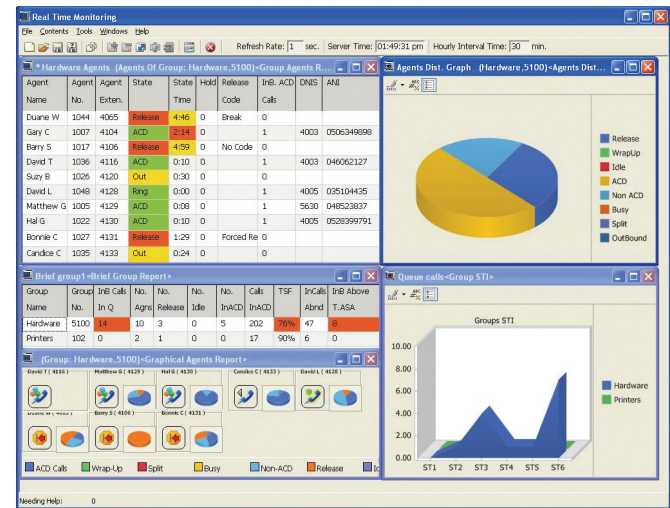 Real Time Monitoring
File Contents Tools Windows Help
Refresh Rate: 1 sec. Server Time: 01:49:31 pm Hourly Interval Time: 30 min.
* Hardware Agents (Agents Of Group: Hardware,5100)<Group Agents R...
Agent Agent Agent State State Hold Release InB. ACD DNIS ANI
Name No. Exten. Time Code Calls
Duane W 1044 4065 Release 4:46 0 Break 0
Gary C 1007 4104 ACD 2:14 0 1 4003 0506349898
Barry S 1017 4106 Release 4:59 0 No Code 0
David T 1036 4116 ACD 0:10 0 1 4003 046062127
Suzy B 1026 4120 Out 0:30 0 0
David L 1048 4128 Ring 0:00 0 1 4005 035104435
Matthew G 1005 4129 ACD 0:08 0 1 5630 048523837
Hal G 1022 4130 ACD 0:10 0 1 4005 0528399791
Bonnie C 1027 4131 Release 1:29 0 Forced Re 0
Candice C 1035 4133 Out 0:24 0 0
Agents Dist. Graph (Hardware,5100)<Agents Dist...
Release
WrapUp
Idle
ACD
Non ACD
Busy
Split
OutBound
Brief group1<Brief Group Report>
Group Group InB Calls No. No. No. No. Calls TSF InCalls InB Above
Name No. In Q Agns Release Idle InACD InACD Abnd T.ASA
Hardware 5100 14 10 3 0 5 202 76% 47 8
Printers 102 0 2 1 0 0 17 90% 6 0
(Group: Hardware,5100)<Graphical Agents Report>
David T ( 4116 ) Matthew G ( 4129 ) Hal G ( 4130 ) Candice C ( 4133 ) David L ( 4128 )
Duane W ( 4065 ) Barry S ( 4106 ) Bonnie C ( 4131 )
ACD Calls Wrap-Up Split Busy Non-ACD Release
Queue calls<Group STI>
Groups STI
10.00
8.00
6.00
4.00
2.00
0.00
ST1 ST2 ST3 ST4 ST5 ST6
Hardware
Printers
Needing Help: 0